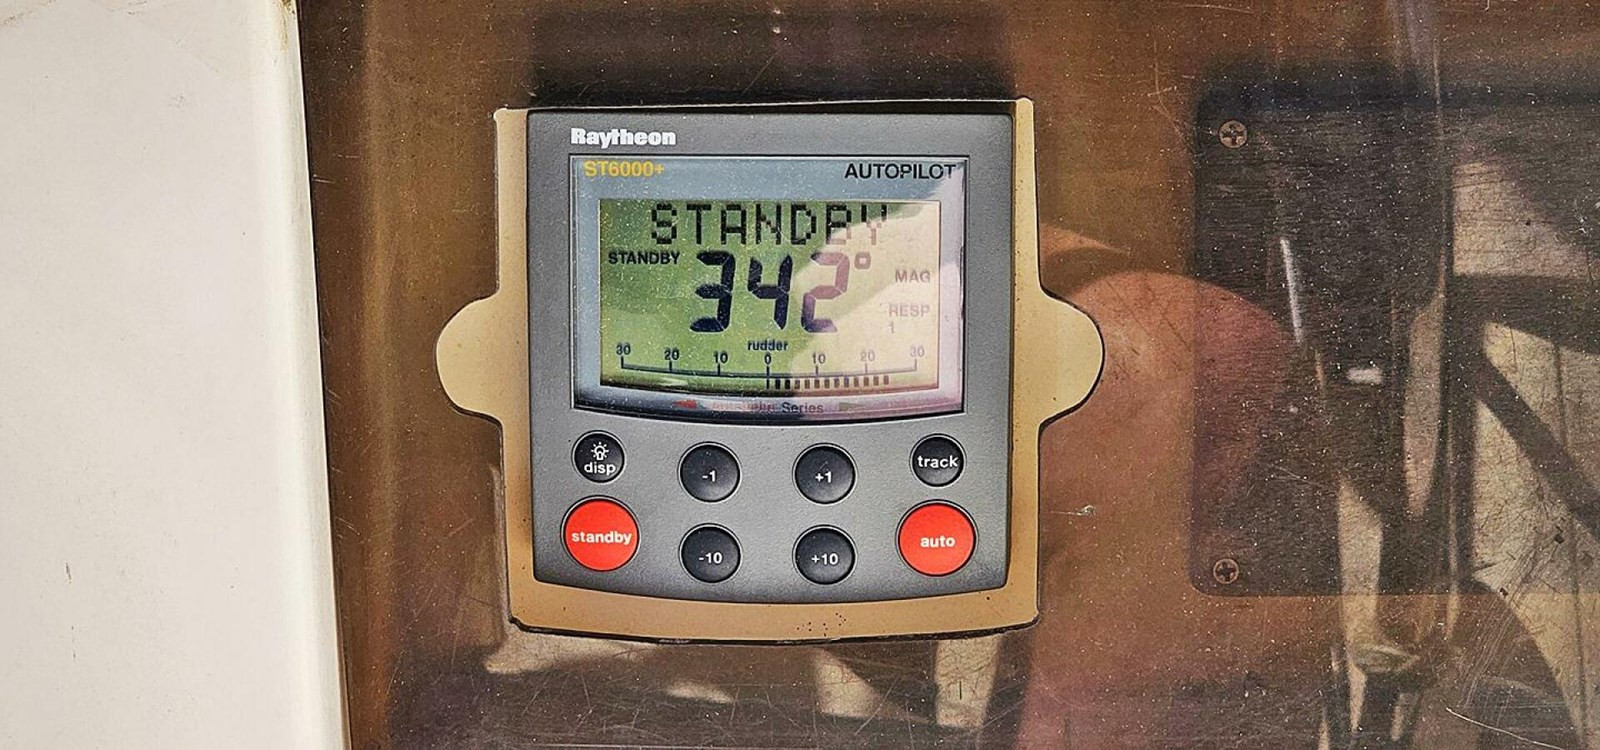 Raytheon
ST6000+ AUTOPILOT
STANDBY
STANDBY 342° MAG
RESP
1
rudder
30 20 10 0 10 20 30
Series
disp -1 +1 track
standby -10 +10 auto